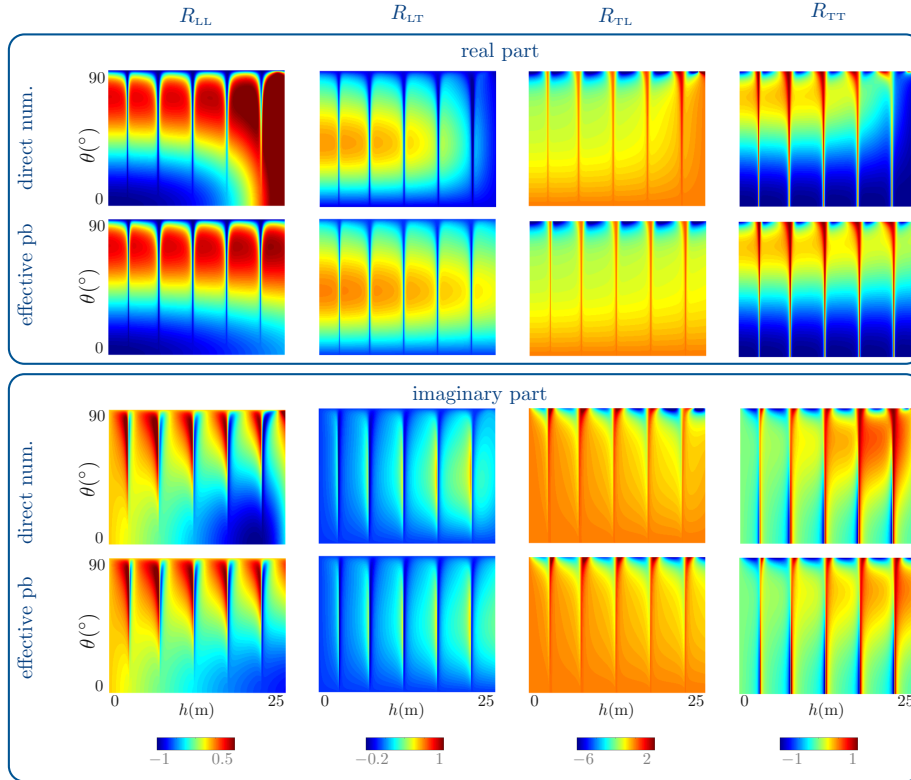 R_LL R_LT R_TL R_TT
real part
direct num.
90
θ(°)
0
effective pb
90
θ(°)
0
imaginary part
direct num.
90
θ(°)
0
effective pb
90
θ(°)
0
0 25 0 25 0 25 0 25
h(m) h(m) h(m) h(m)
−1 0.5 −0.2 1 −6 2 −1 1